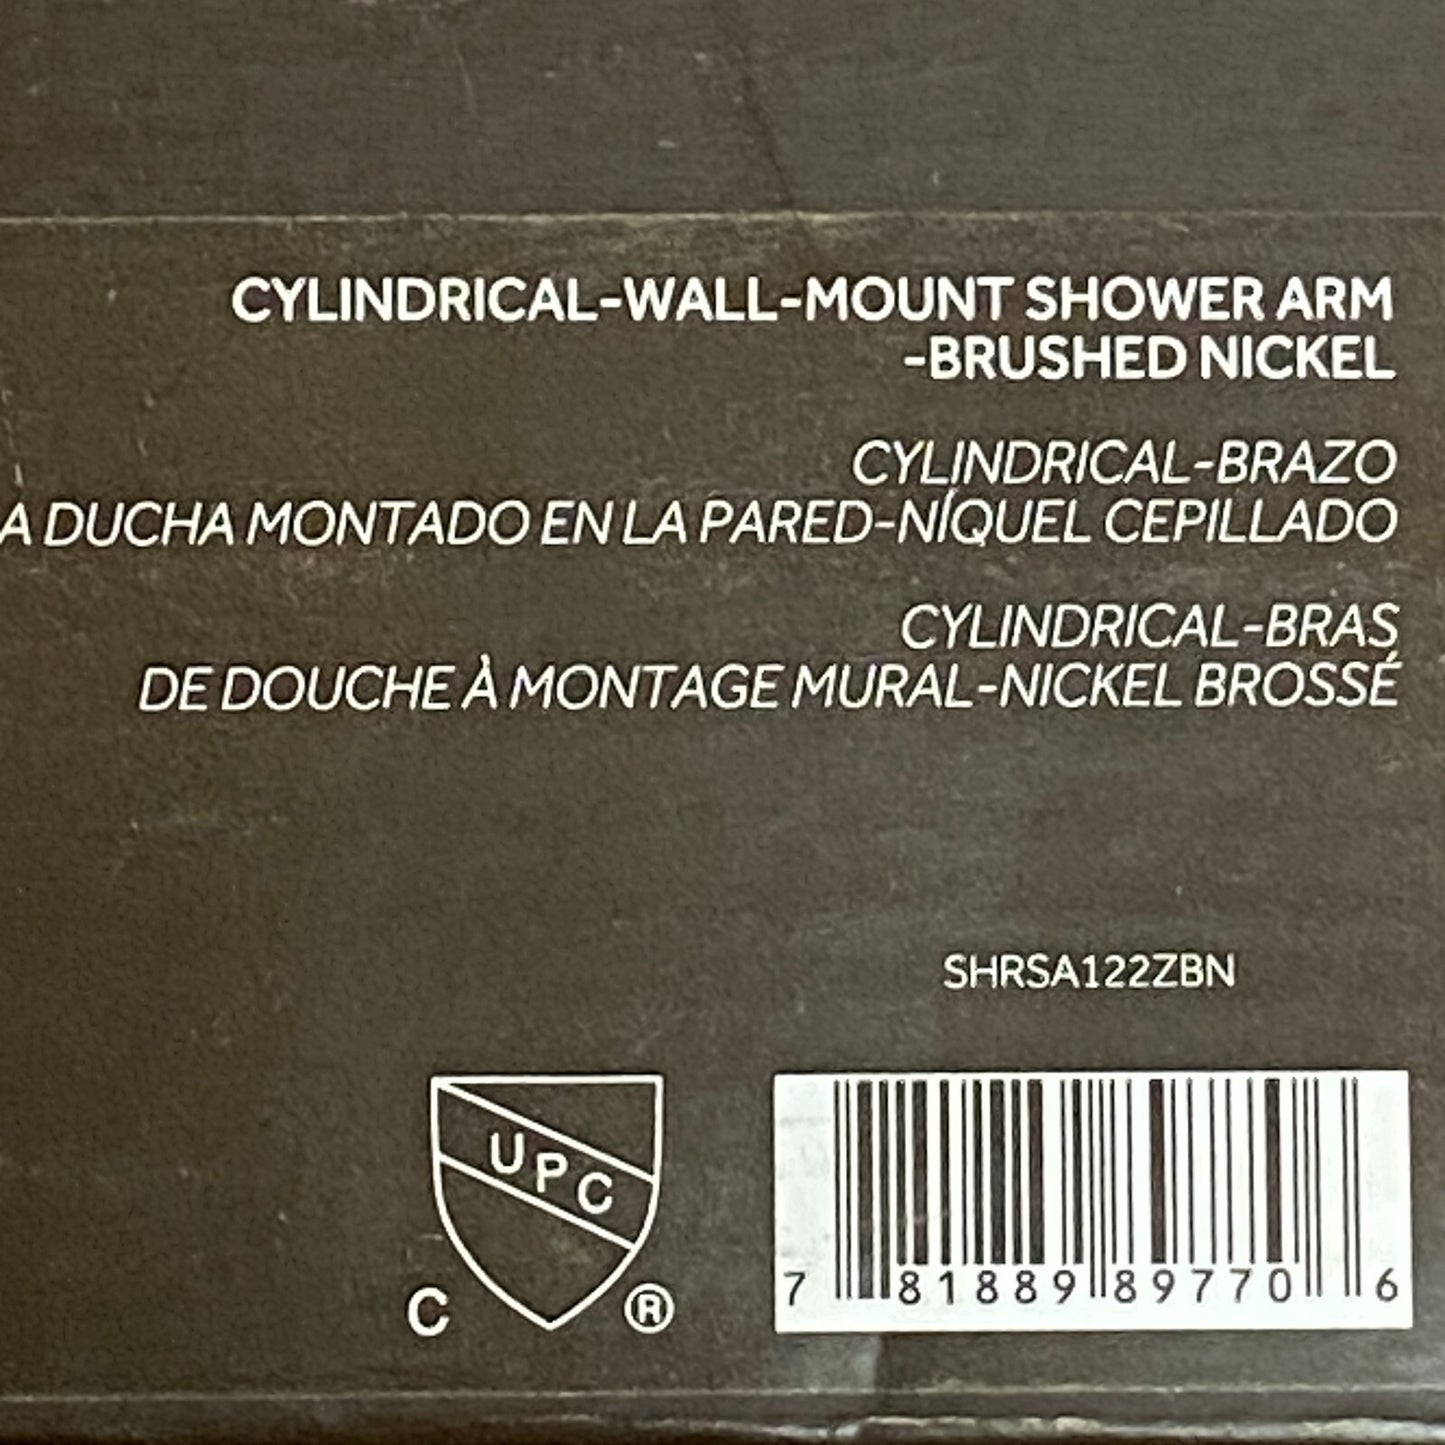 CYLINDRICAL-WALL-MOUNT SHOWER ARM
-BRUSHED NICKEL
CYLINDRICAL-BRAZO
A DUCHA MONTADO EN LA PARED-NÍQUEL CEPILLADO
CYLINDRICAL-BRAS
DE DOUCHE À MONTAGE MURAL-NICKEL BROSSÉ
SHRSA122ZBN
UPC
C ®
7 81889 89770 6